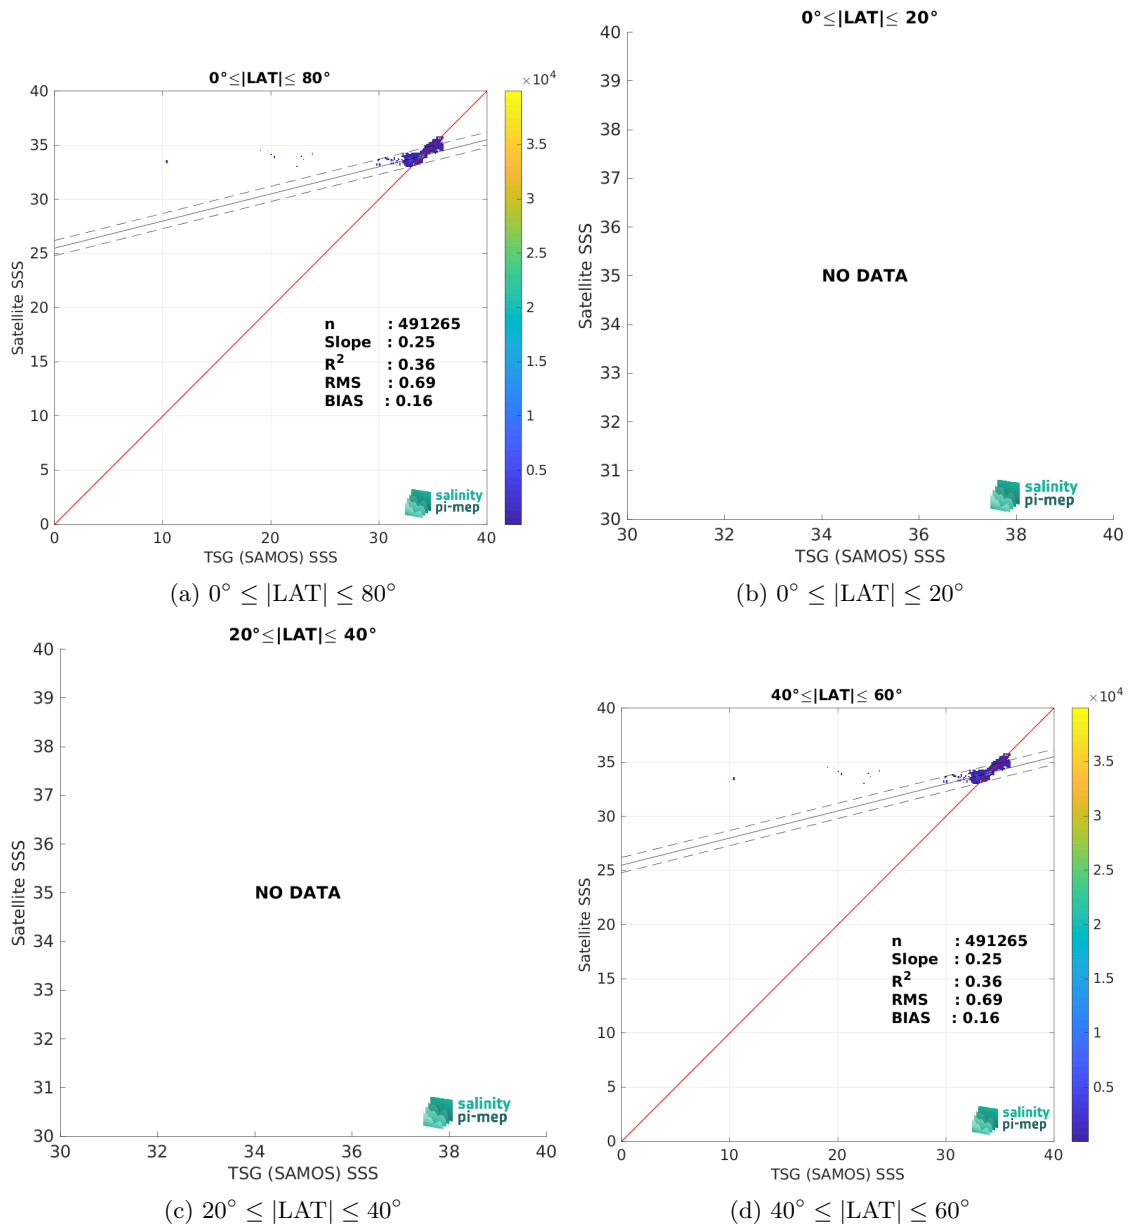 0°≤|LAT|≤ 80°
×10⁴
40
35
30
25
20
15
10
5
0
Satellite SSS
0
10
20
30
40
TSG (SAMOS) SSS
3.5
3
2.5
2
1.5
1
0.5
n : 491265
Slope : 0.25
R² : 0.36
RMS : 0.69
BIAS : 0.16
salinity
pi-mep
(a) 0° ≤ |LAT| ≤ 80°
0°≤|LAT|≤ 20°
40
39
38
37
36
35
34
33
32
31
30
Satellite SSS
NO DATA
30
32
34
36
38
40
TSG (SAMOS) SSS
salinity
pi-mep
(b) 0° ≤ |LAT| ≤ 20°
20°≤|LAT|≤ 40°
40
39
38
37
36
35
34
33
32
31
30
Satellite SSS
NO DATA
30
32
34
36
38
40
TSG (SAMOS) SSS
salinity
pi-mep
(c) 20° ≤ |LAT| ≤ 40°
40°≤|LAT|≤ 60°
×10⁴
40
35
30
25
20
15
10
5
0
Satellite SSS
0
10
20
30
40
TSG (SAMOS) SSS
3.5
3
2.5
2
1.5
1
0.5
n : 491265
Slope : 0.25
R² : 0.36
RMS : 0.69
BIAS : 0.16
salinity
pi-mep
(d) 40° ≤ |LAT| ≤ 60°